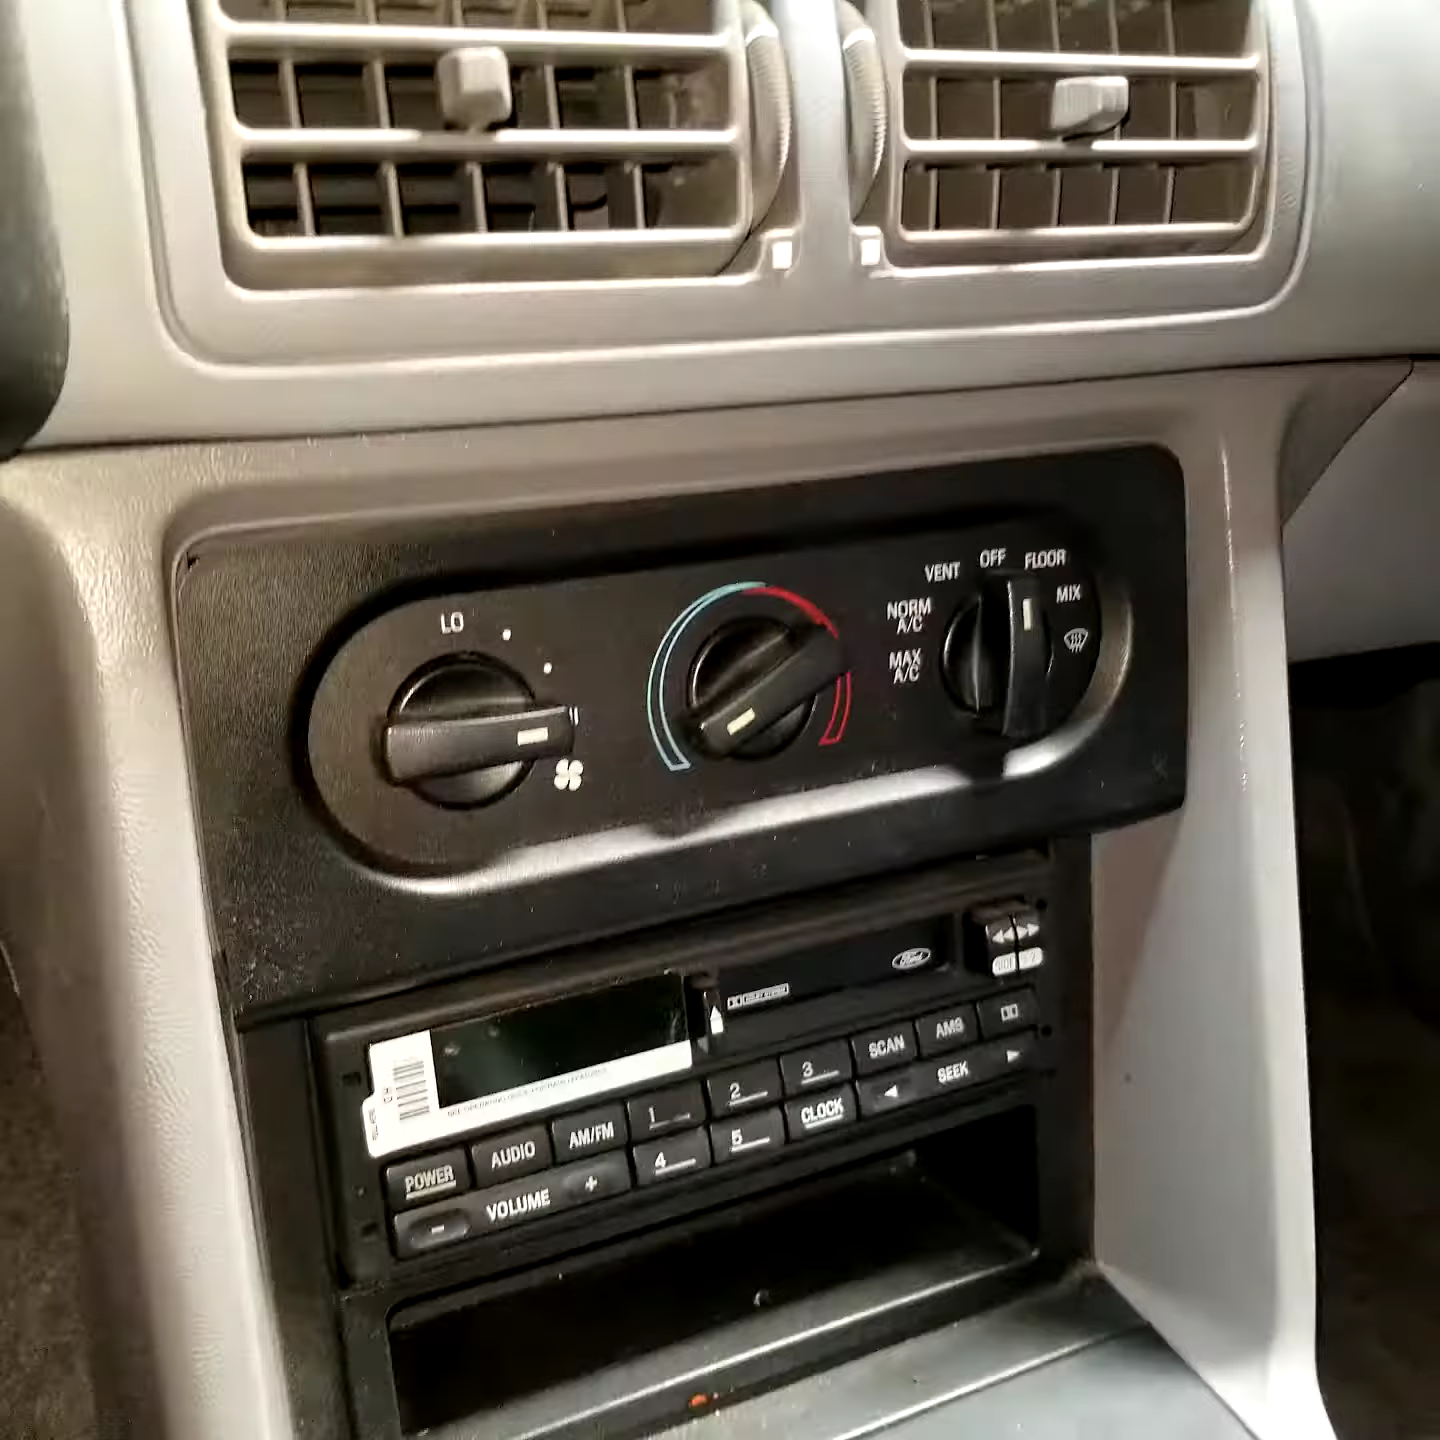 LO
VENT
OFF
FLOOR
NORM
A/C
MIX
MAX
A/C
Ford
SCAN
AMS
1
2
3
SEEK
POWER
AUDIO
AM/FM
4
5
CLOCK
- VOLUME +